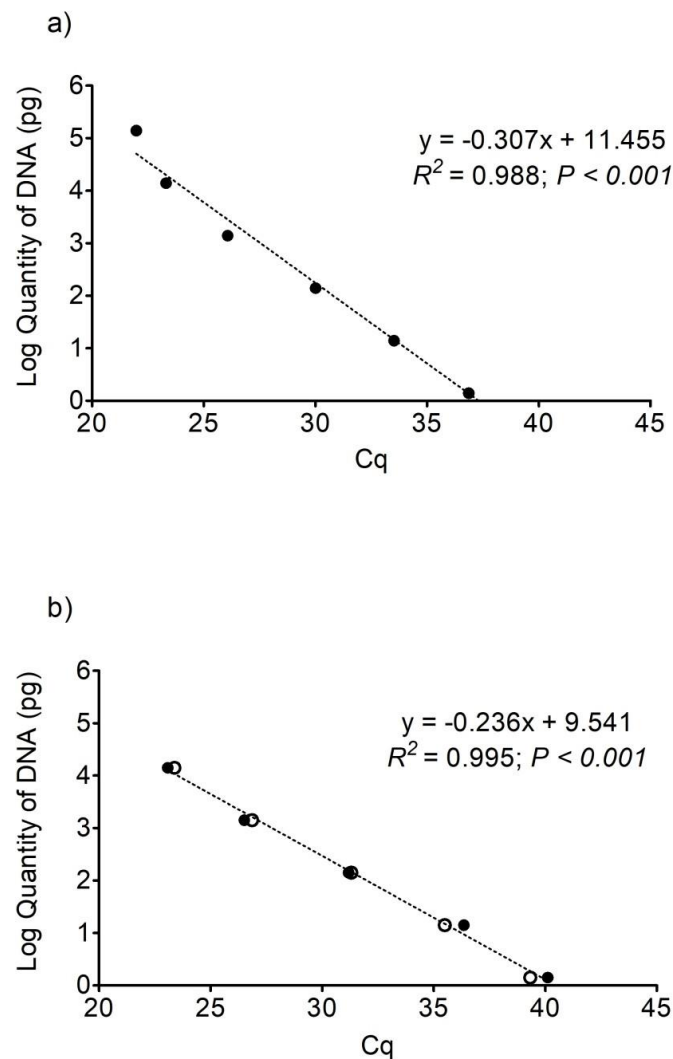 a)
6
5
4
3
2
1
0
Log Quantity of DNA (pg)
y = -0.307x + 11.455
R² = 0.988; P < 0.001
20 25 30 35 40 45
Cq
b)
6
5
4
3
2
1
0
Log Quantity of DNA (pg)
y = -0.236x + 9.541
R² = 0.995; P < 0.001
20 25 30 35 40 45
Cq